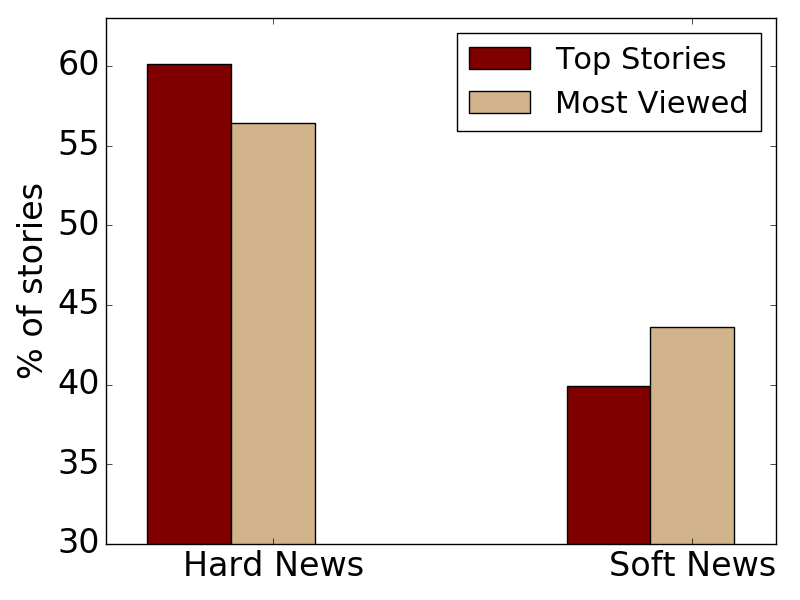 Top Stories
Most Viewed
60
55
50
45
40
35
30
% of stories
Hard News
Soft News